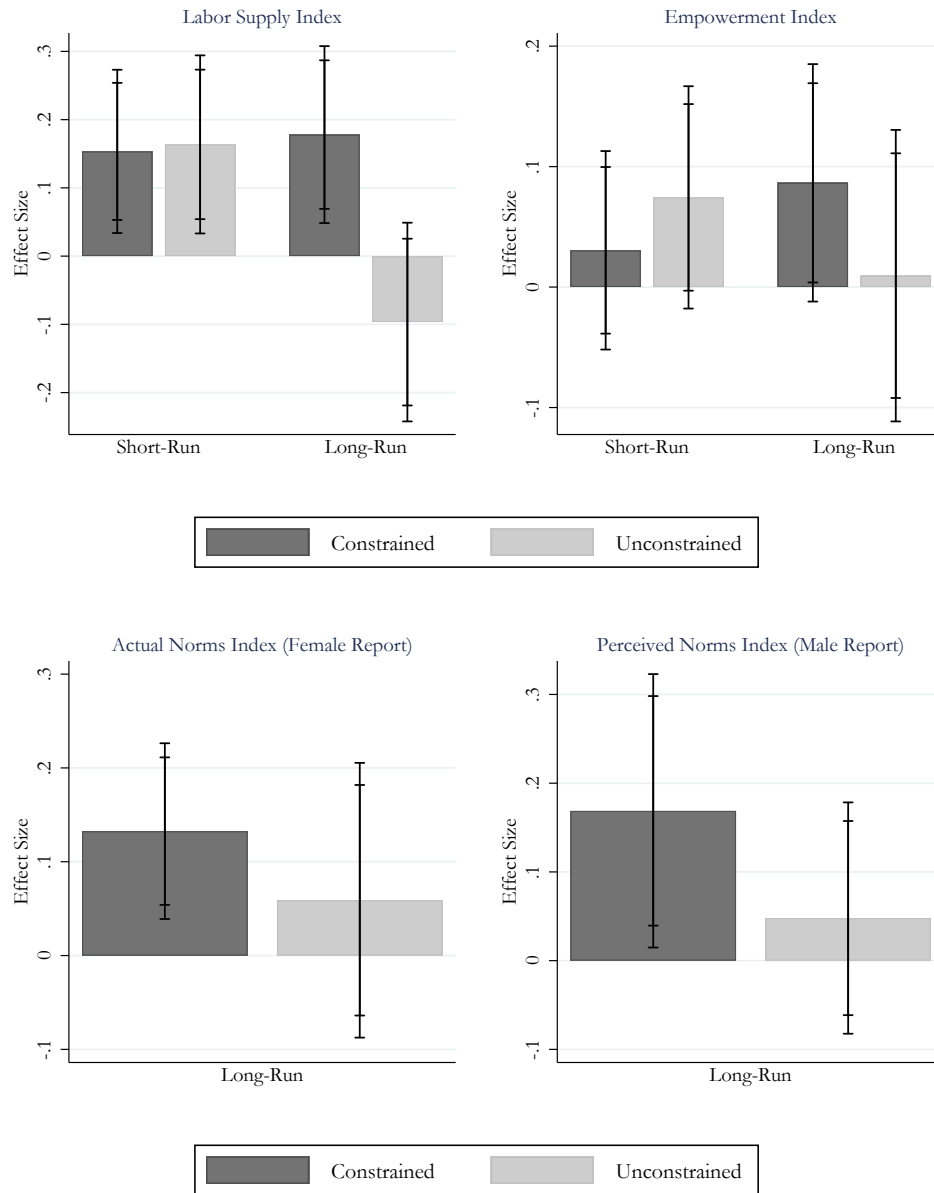 Labor Supply Index
Effect Size
.3
.2
.1
0
-.1
-.2
Short-Run
Long-Run
Empowerment Index
Effect Size
.2
.1
0
-.1
Short-Run
Long-Run
Constrained
Unconstrained
Actual Norms Index (Female Report)
Effect Size
.3
.2
.1
0
-.1
Long-Run
Perceived Norms Index (Male Report)
Effect Size
.3
.2
.1
0
-.1
Long-Run
Constrained
Unconstrained